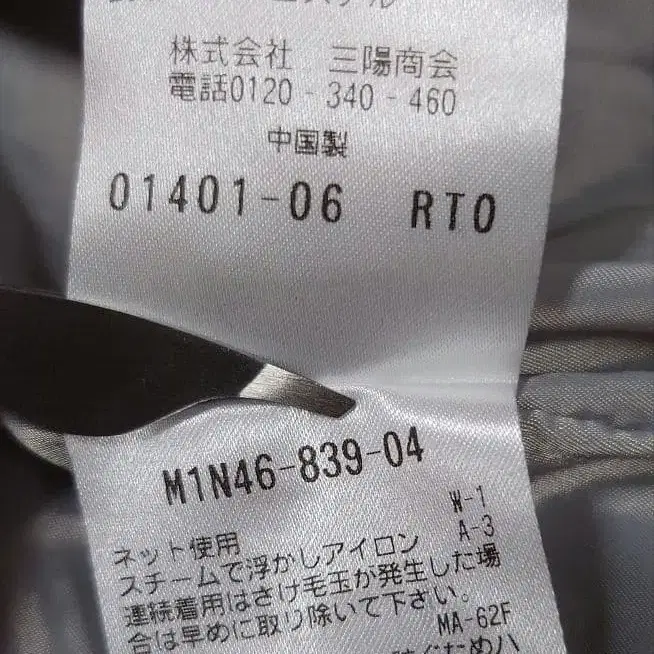 株式会社　三陽商会
電話0120-340-460
中国製
01401-06 RT0
M1N46-839-04
W-1
ネット使用 A-3
スチームで浮かしアイロン
連続着用はさけ毛玉が発生した場
合は早めに取り除いて下さい。
MA-62F